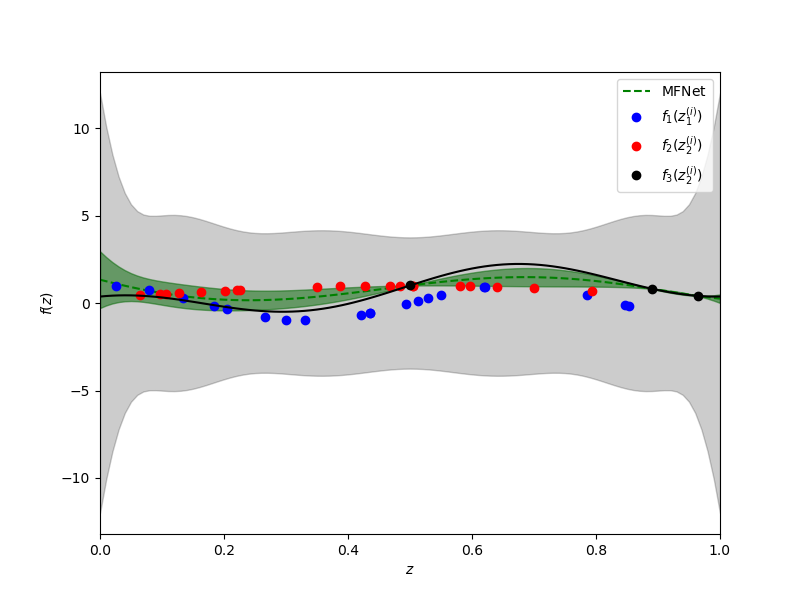 MFNet
f₁(z₁⁽ⁱ⁾)
f₂(z₂⁽ⁱ⁾)
f₃(z₂⁽ⁱ⁾)
10
5
0
−5
−10
f(z)
0.0 0.2 0.4 0.6 0.8 1.0
z